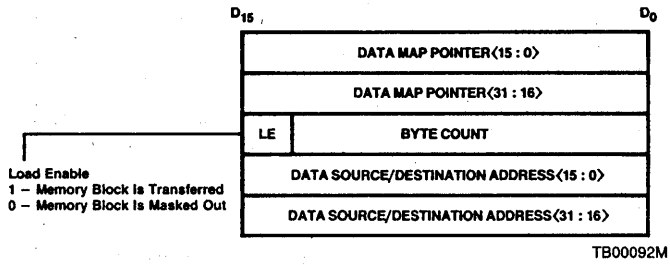 D15 D0
DATA MAP POINTER〈15 : 0〉
DATA MAP POINTER〈31 : 16〉
LE BYTE COUNT
Load Enable
1 – Memory Block Is Transferred
0 – Memory Block Is Masked Out
DATA SOURCE/DESTINATION ADDRESS〈15 : 0〉
DATA SOURCE/DESTINATION ADDRESS〈31 : 16〉
TB00092M